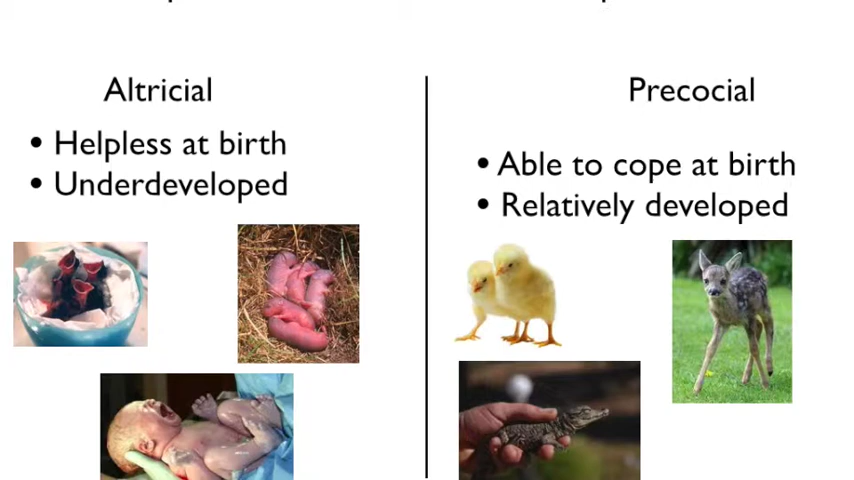 Altricial
• Helpless at birth
• Underdeveloped
Precocial
• Able to cope at birth
• Relatively developed